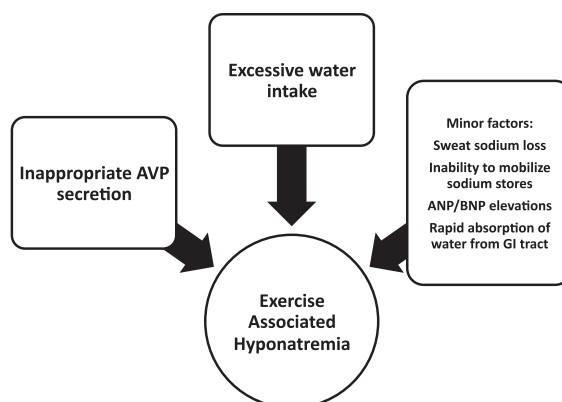 Excessive water
intake
Inappropriate AVP
secretion
Minor factors:
Sweat sodium loss
Inability to mobilize
sodium stores
ANP/BNP elevations
Rapid absorption of
water from GI tract
Exercise
Associated
Hyponatremia